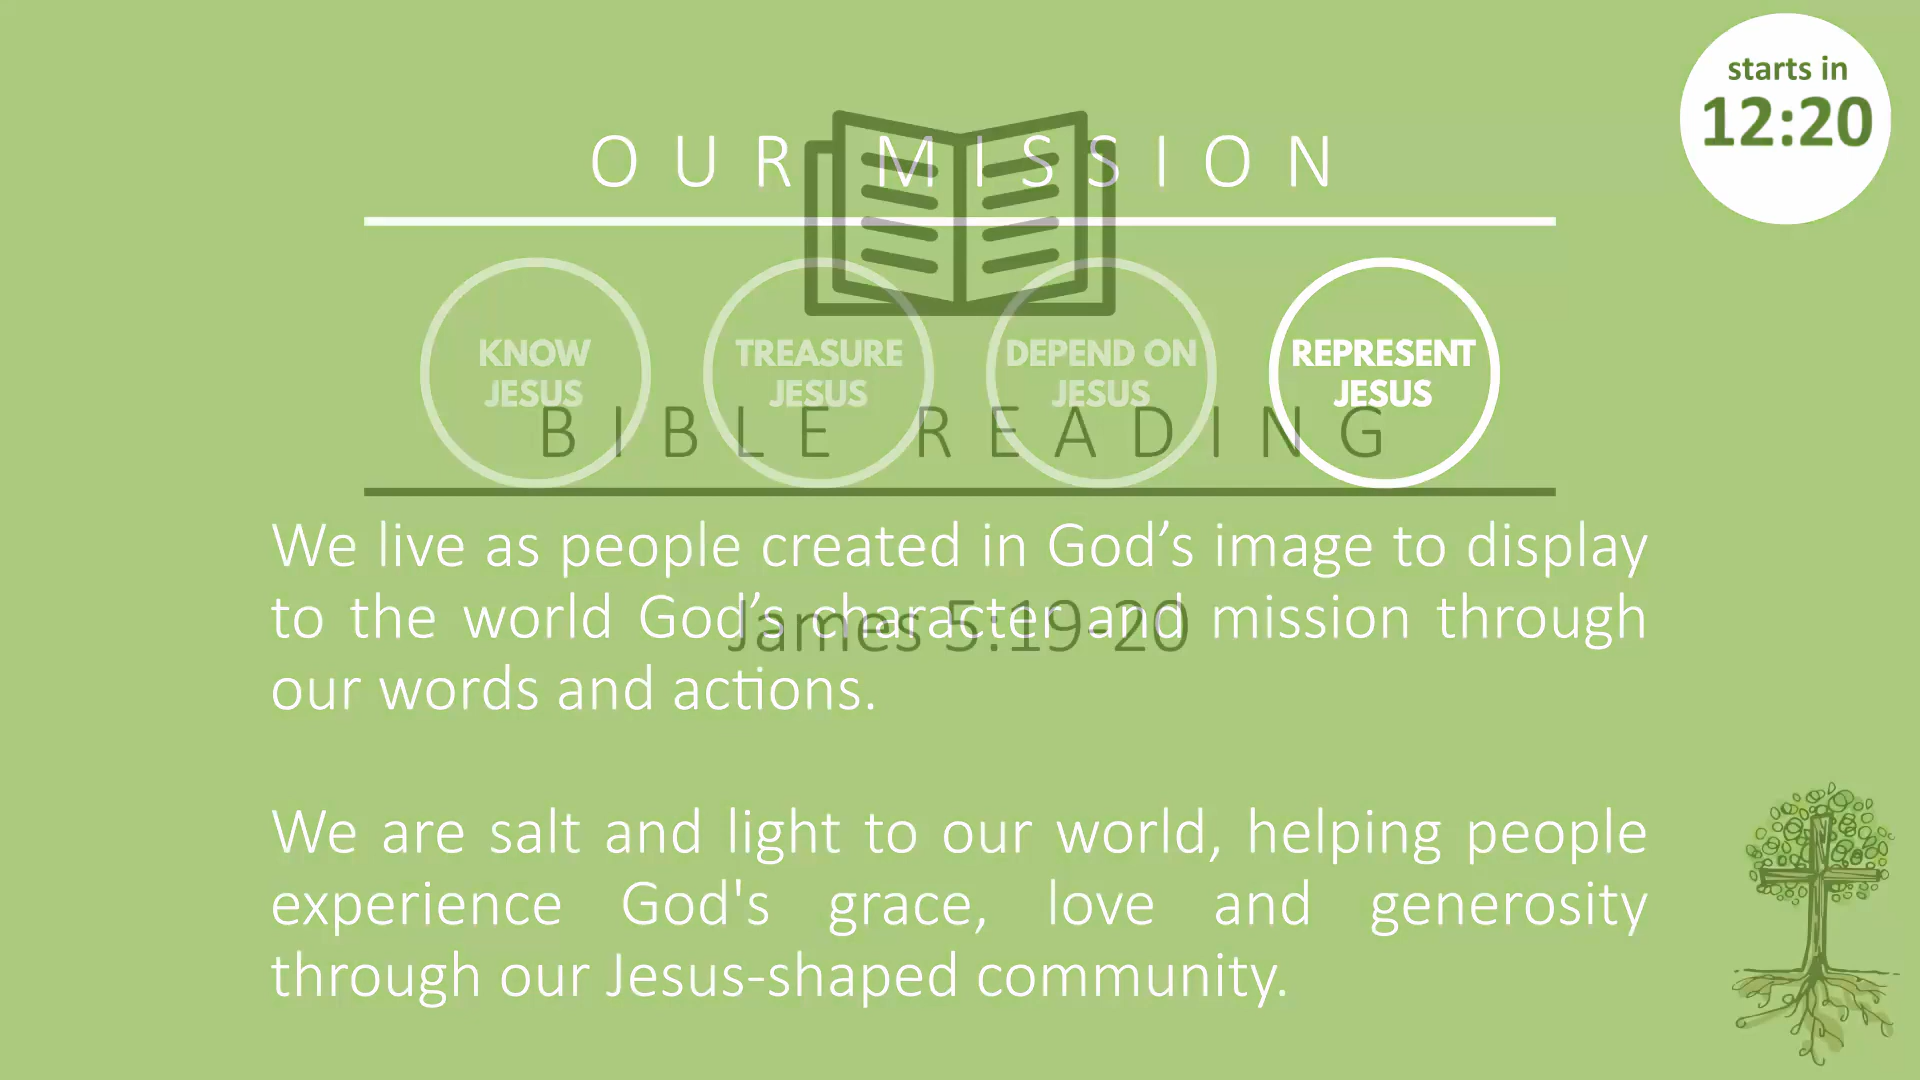 starts in
12:20
OUR MISSION
KNOW
JESUS
TREASURE
JESUS
DEPEND ON
JESUS
REPRESENT
JESUS
BIBLE READING
We live as people created in God’s image to display
to the world God’s character and mission through
our words and actions.
James 5:19-20
We are salt and light to our world, helping people
experience God's grace, love and generosity
through our Jesus-shaped community.